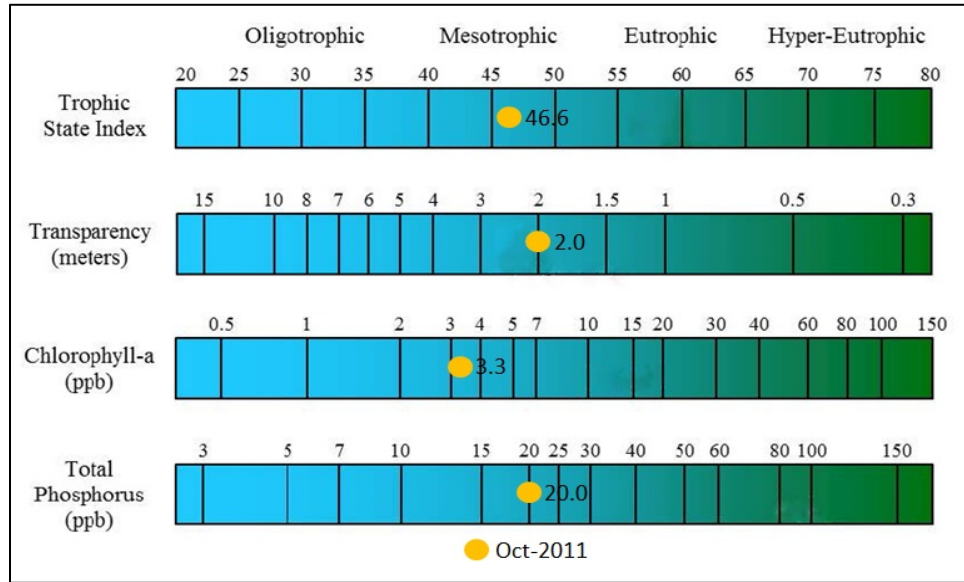 Oligotrophic Mesotrophic Eutrophic Hyper-Eutrophic
20 25 30 35 40 45 50 55 60 65 70 75 80
Trophic
State Index
46.6
15 10 8 7 6 5 4 3 2 1.5 1 0.5 0.3
Transparency
(meters)
2.0
0.5 1 2 3 4 5 7 10 15 20 30 40 60 80 100 150
Chlorophyll-a
(ppb)
3.3
3 5 7 10 15 20 25 30 40 50 60 80 100 150
Total
Phosphorus
(ppb)
20.0
Oct-2011